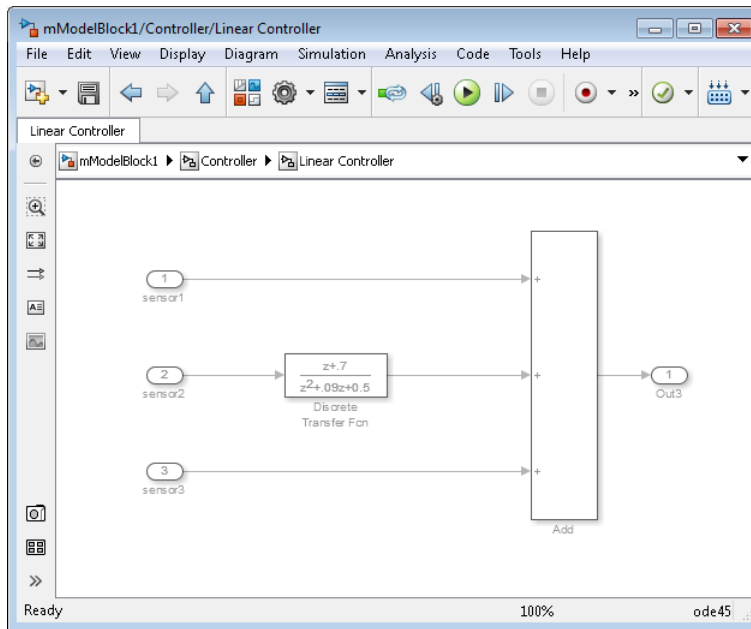 mModelBlock1/Controller/Linear Controller
File Edit View Display Diagram Simulation Analysis Code Tools Help
Linear Controller
mModelBlock1 Controller Linear Controller
1
sensor1
+
2
sensor2
z+.7
z2+.09z+0.5
Discrete
Transfer Fcn
+
1
Out3
3
sensor3
+
Add
Ready 100% ode45